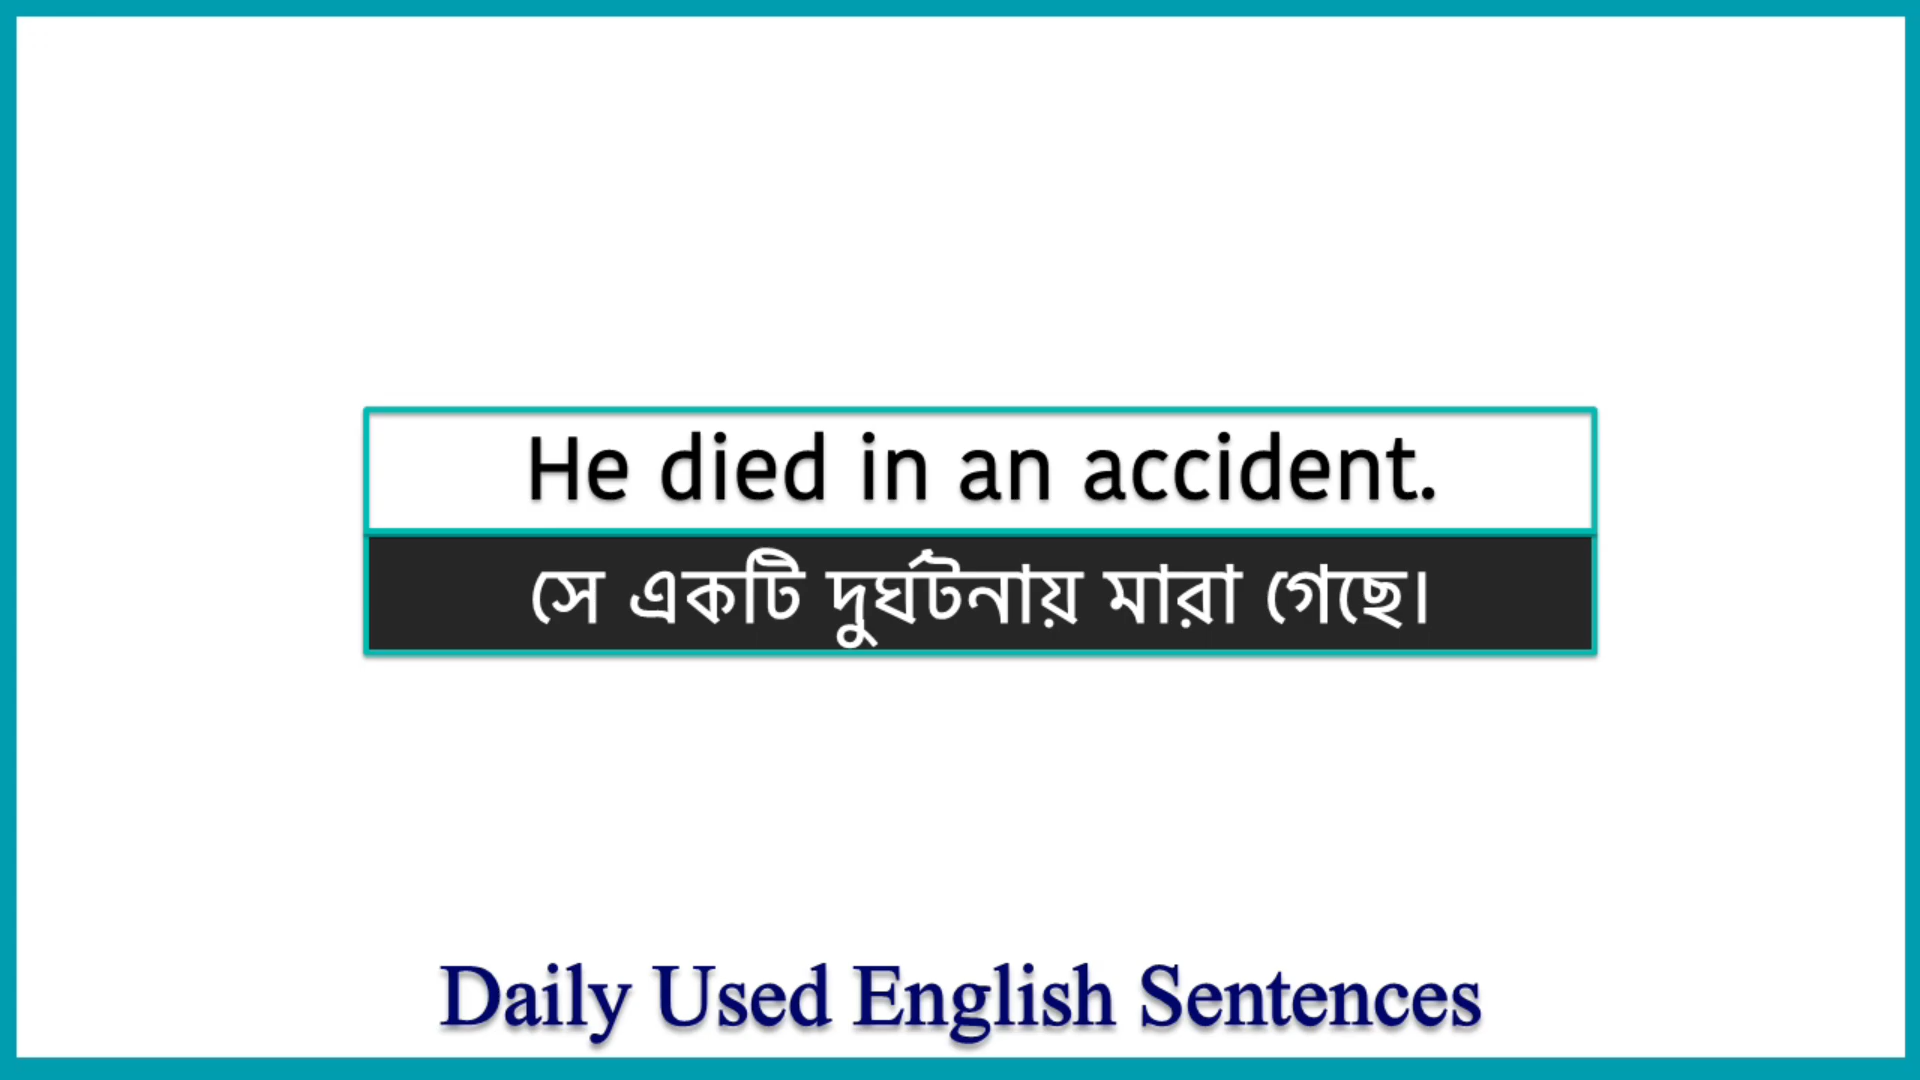 He died in an accident.
সে একটি দুর্ঘটনায় মারা গেছে।
Daily Used English Sentences